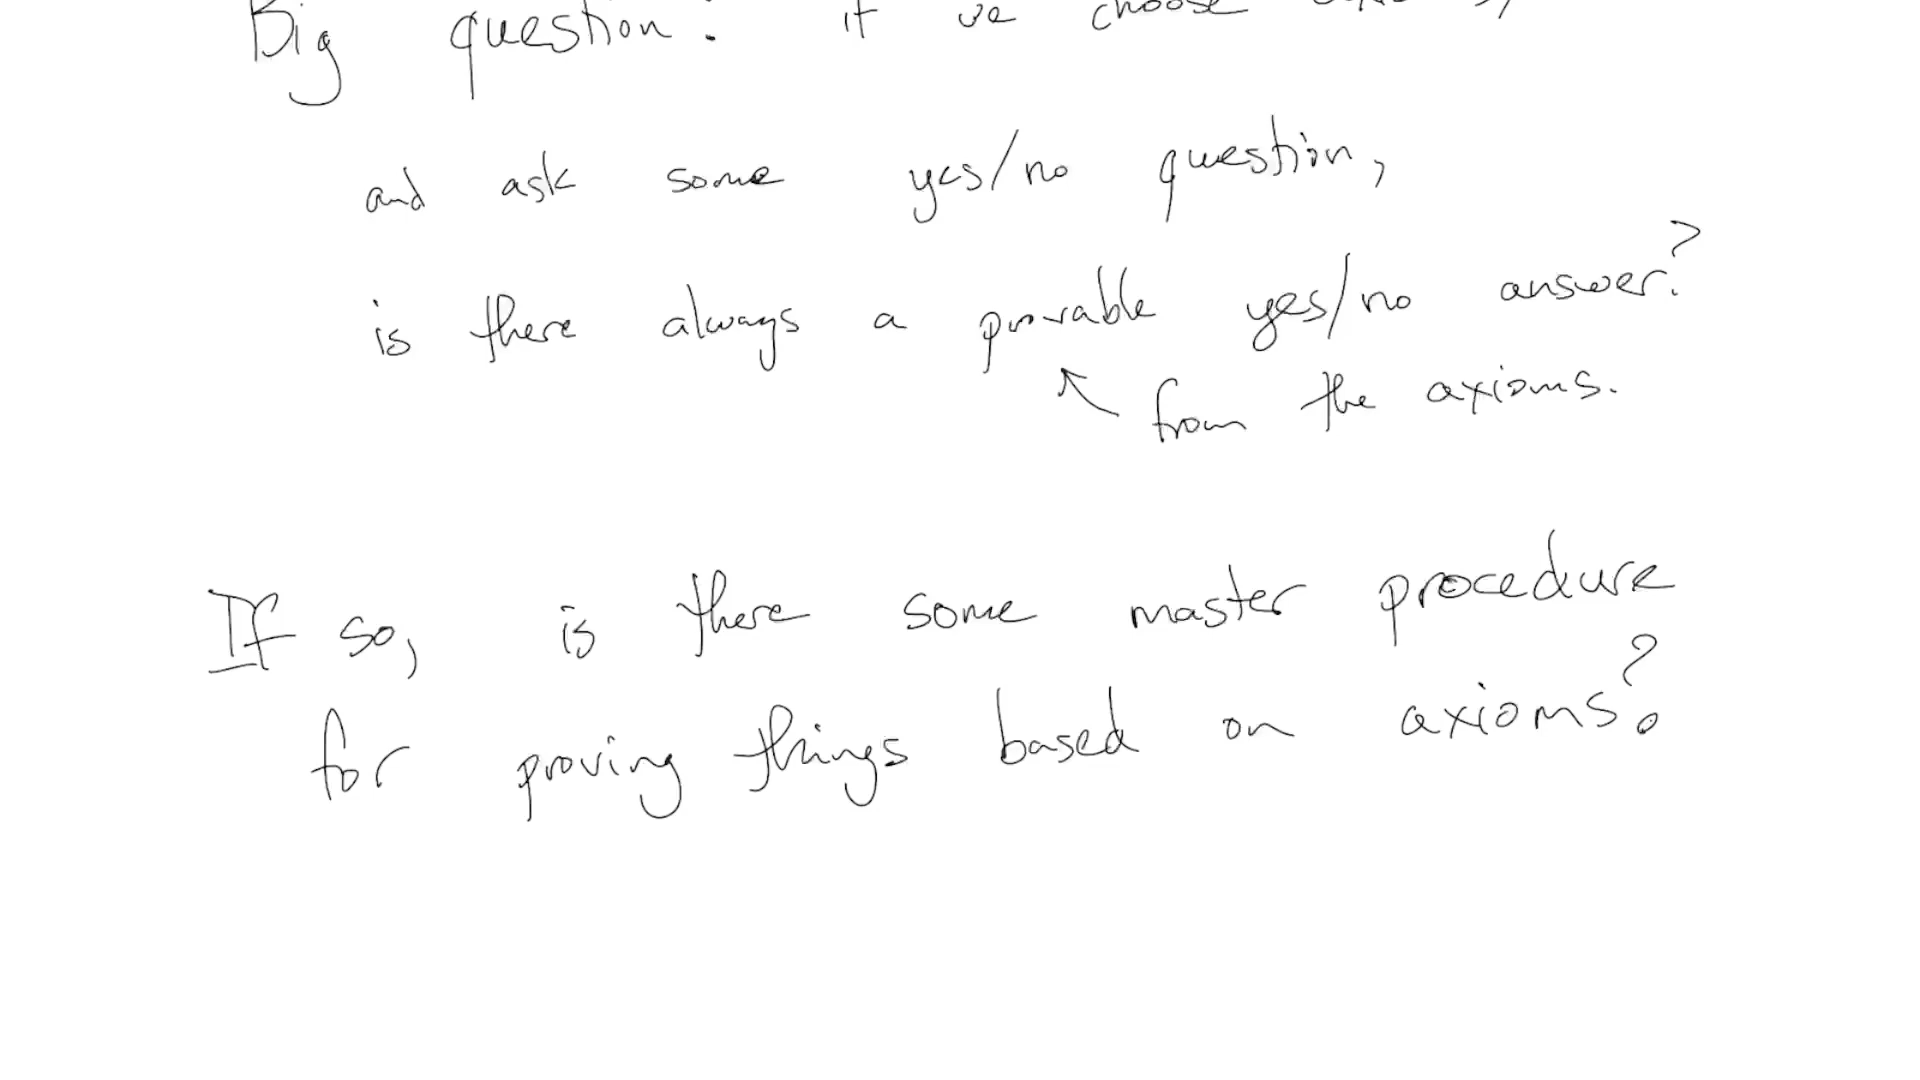 Big question: if we choose
and ask some yes/no question,
is there always a provable yes/no answer?
from the axioms.
If so, is there some master procedure
for proving things based on axioms?